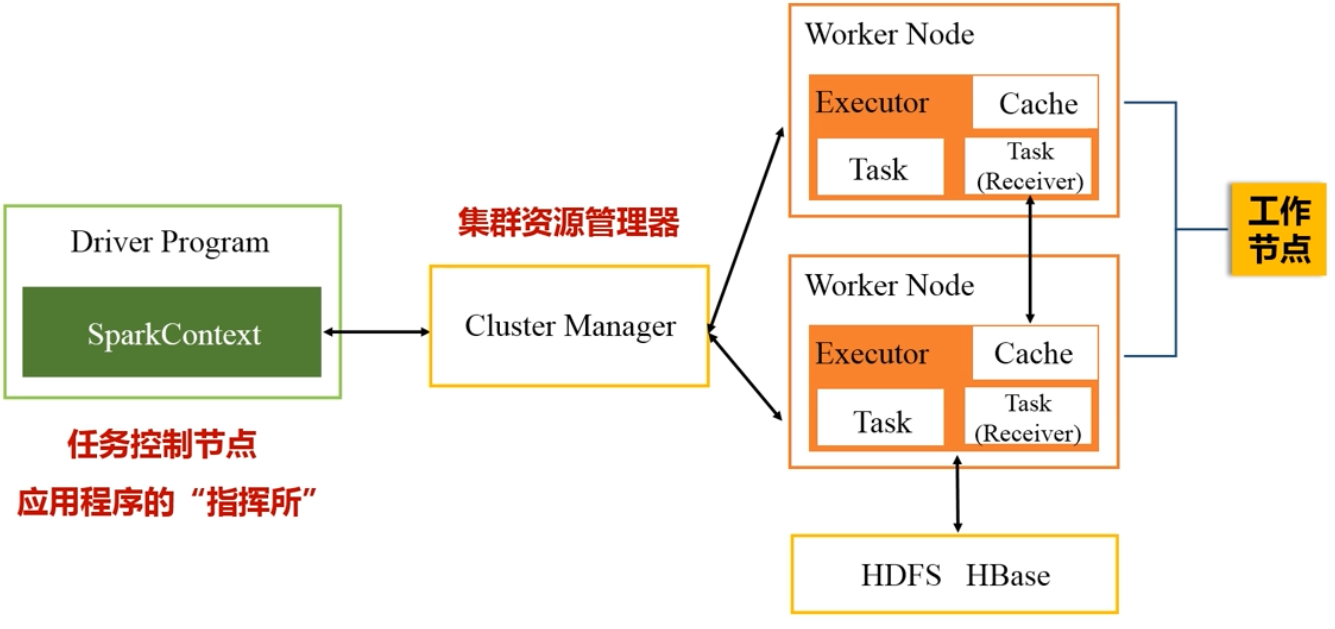 Driver Program
SparkContext
任务控制节点
应用程序的“指挥所”
集群资源管理器
Cluster Manager
Worker Node
Executor
Cache
Task
Task
(Receiver)
Worker Node
Executor
Cache
Task
Task
(Receiver)
HDFS HBase
工作
节点